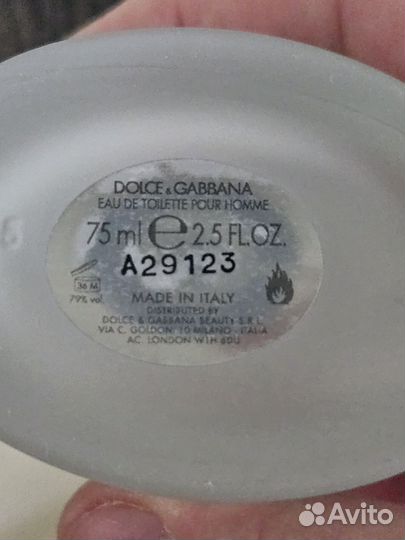 DOLCE & GABBANA
EAU DE TOILETTE POUR HOMME
75 ml e 2.5 FL.OZ.
A29123
36 M
79% vol
MADE IN ITALY
DISTRIBUTED BY
DOLCE & GABBANA BEAUTY S.R.L.
VIA C. GOLDONI 10 MILANO - ITALIA
AC. LONDON W1H 6DU
Avito